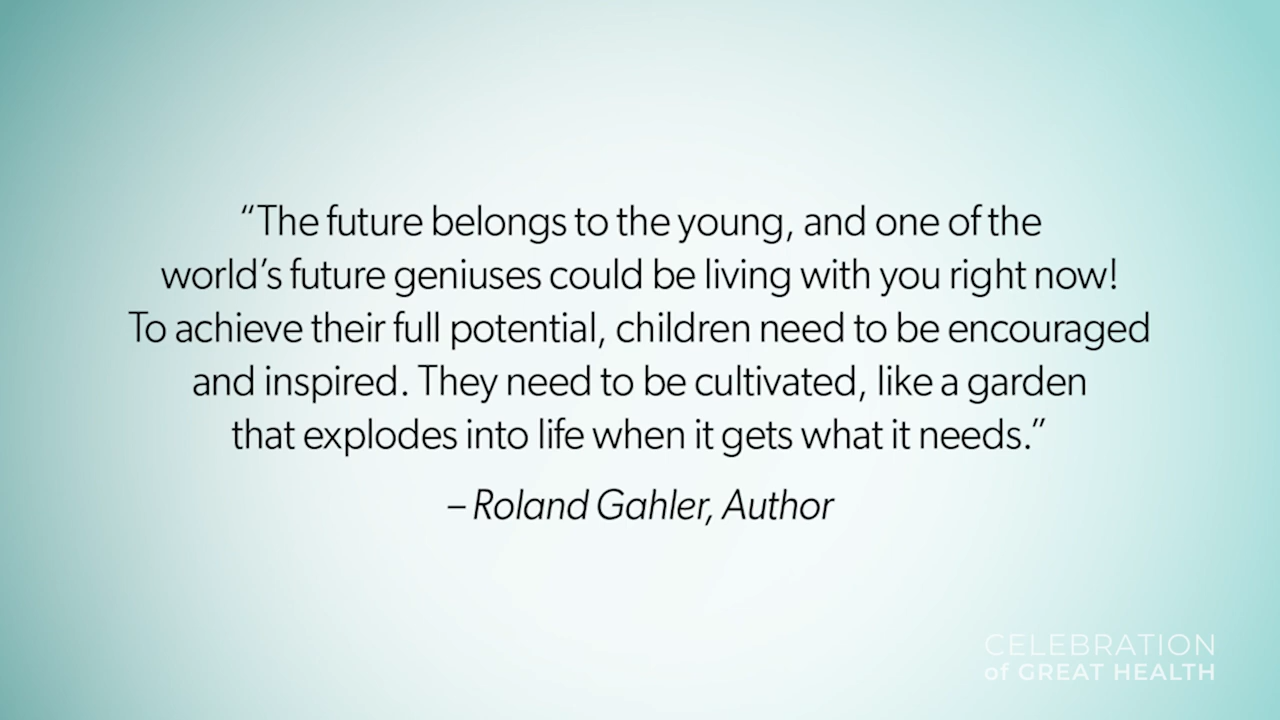 “The future belongs to the young, and one of the
world’s future geniuses could be living with you right now!
To achieve their full potential, children need to be encouraged
and inspired. They need to be cultivated, like a garden
that explodes into life when it gets what it needs.”
– Roland Gahler, Author
CELEBRATION
of GREAT HEALTH